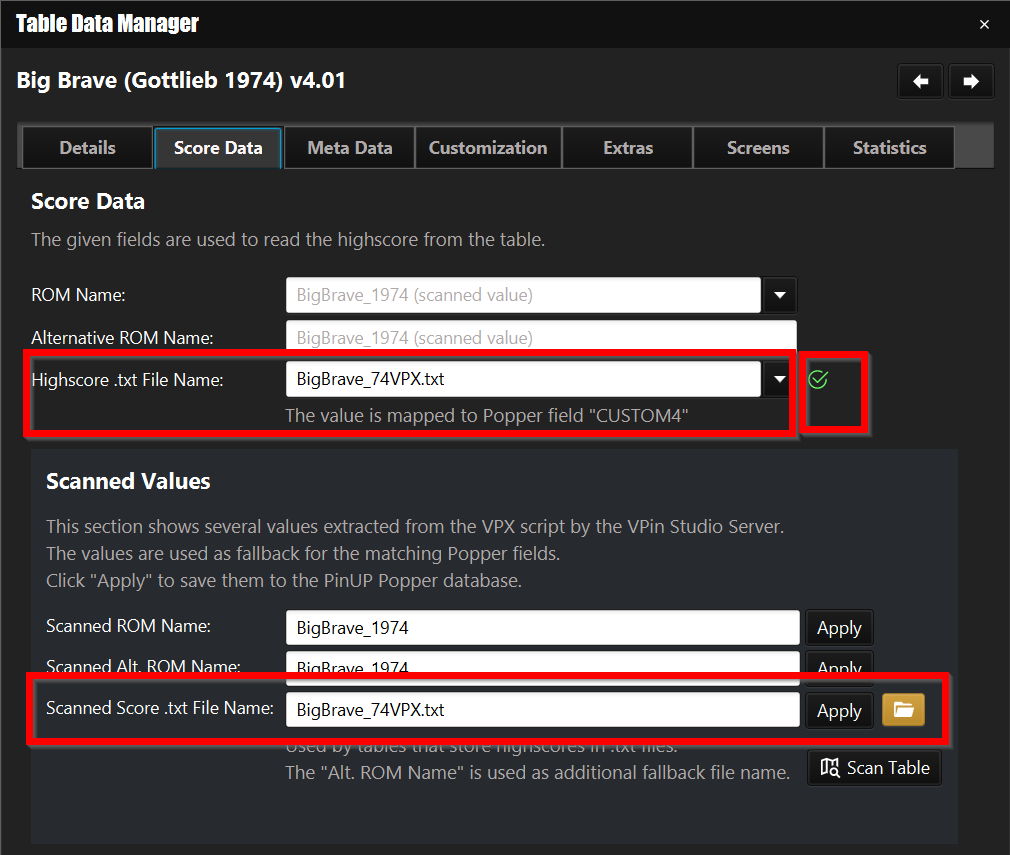 Table Data Manager
Big Brave (Gottlieb 1974) v4.01
Details Score Data Meta Data Customization Extras Screens Statistics
Score Data
The given fields are used to read the highscore from the table.
ROM Name: BigBrave_1974 (scanned value)
Alternative ROM Name: BigBrave_1974 (scanned value)
Highscore .txt File Name: BigBrave_74VPX.txt
The value is mapped to Popper field "CUSTOM4"
Scanned Values
This section shows several values extracted from the VPX script by the VPin Studio Server.
The values are used as fallback for the matching Popper fields.
Click "Apply" to save them to the PinUP Popper database.
Scanned ROM Name: BigBrave_1974 Apply
Scanned Alt. ROM Name: BigBrave_1974 Apply
Scanned Score .txt File Name: BigBrave_74VPX.txt Apply
Used by tables that store highscores in .txt files.
The "Alt. ROM Name" is used as additional fallback file name. Scan Table